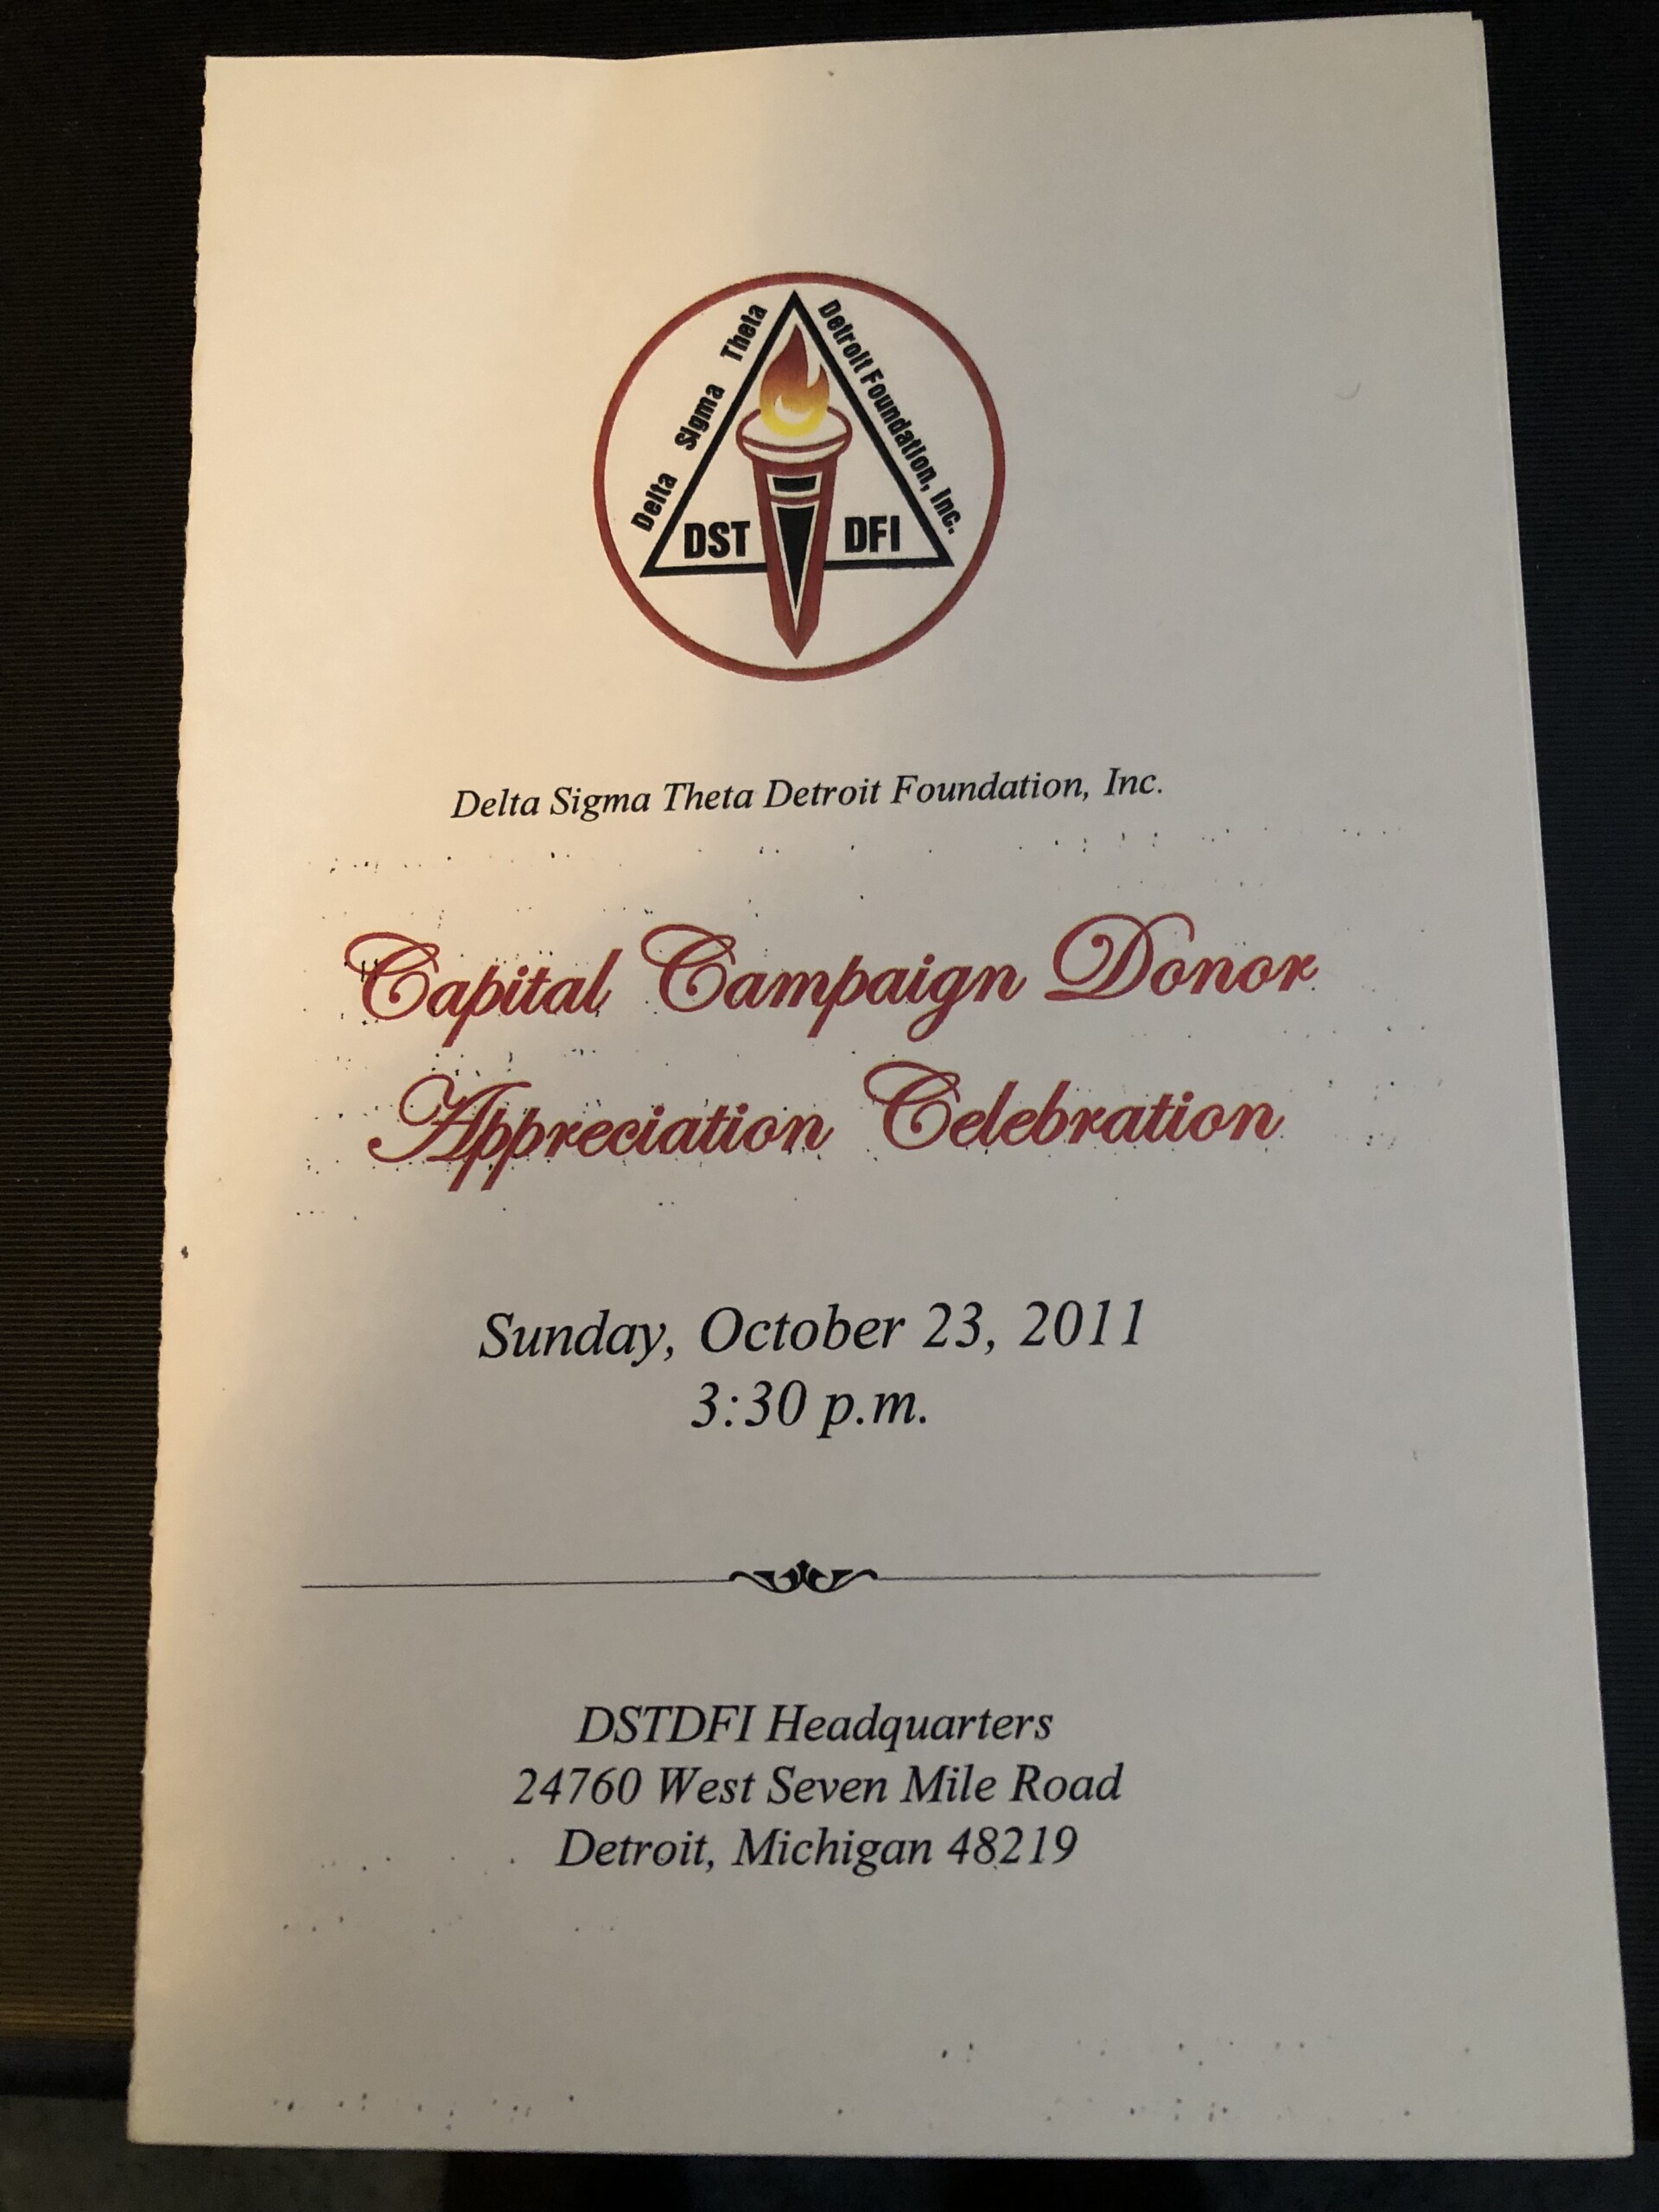 Delta Sigma Theta
Detroit Foundation, Inc.
DST DFI
Delta Sigma Theta Detroit Foundation, Inc.
Capital Campaign Donor
Appreciation Celebration
Sunday, October 23, 2011
3:30 p.m.
DSTDFI Headquarters
24760 West Seven Mile Road
Detroit, Michigan 48219